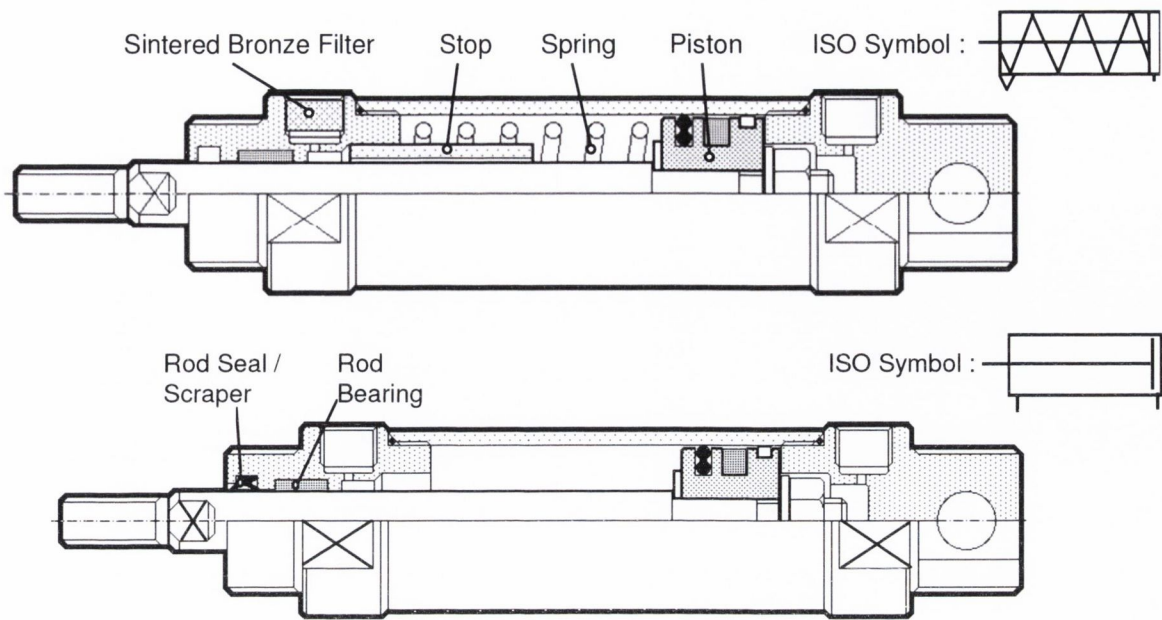 Sintered Bronze Filter
Stop
Spring
Piston
ISO Symbol :
Rod Seal /
Scraper
Rod
Bearing
ISO Symbol :